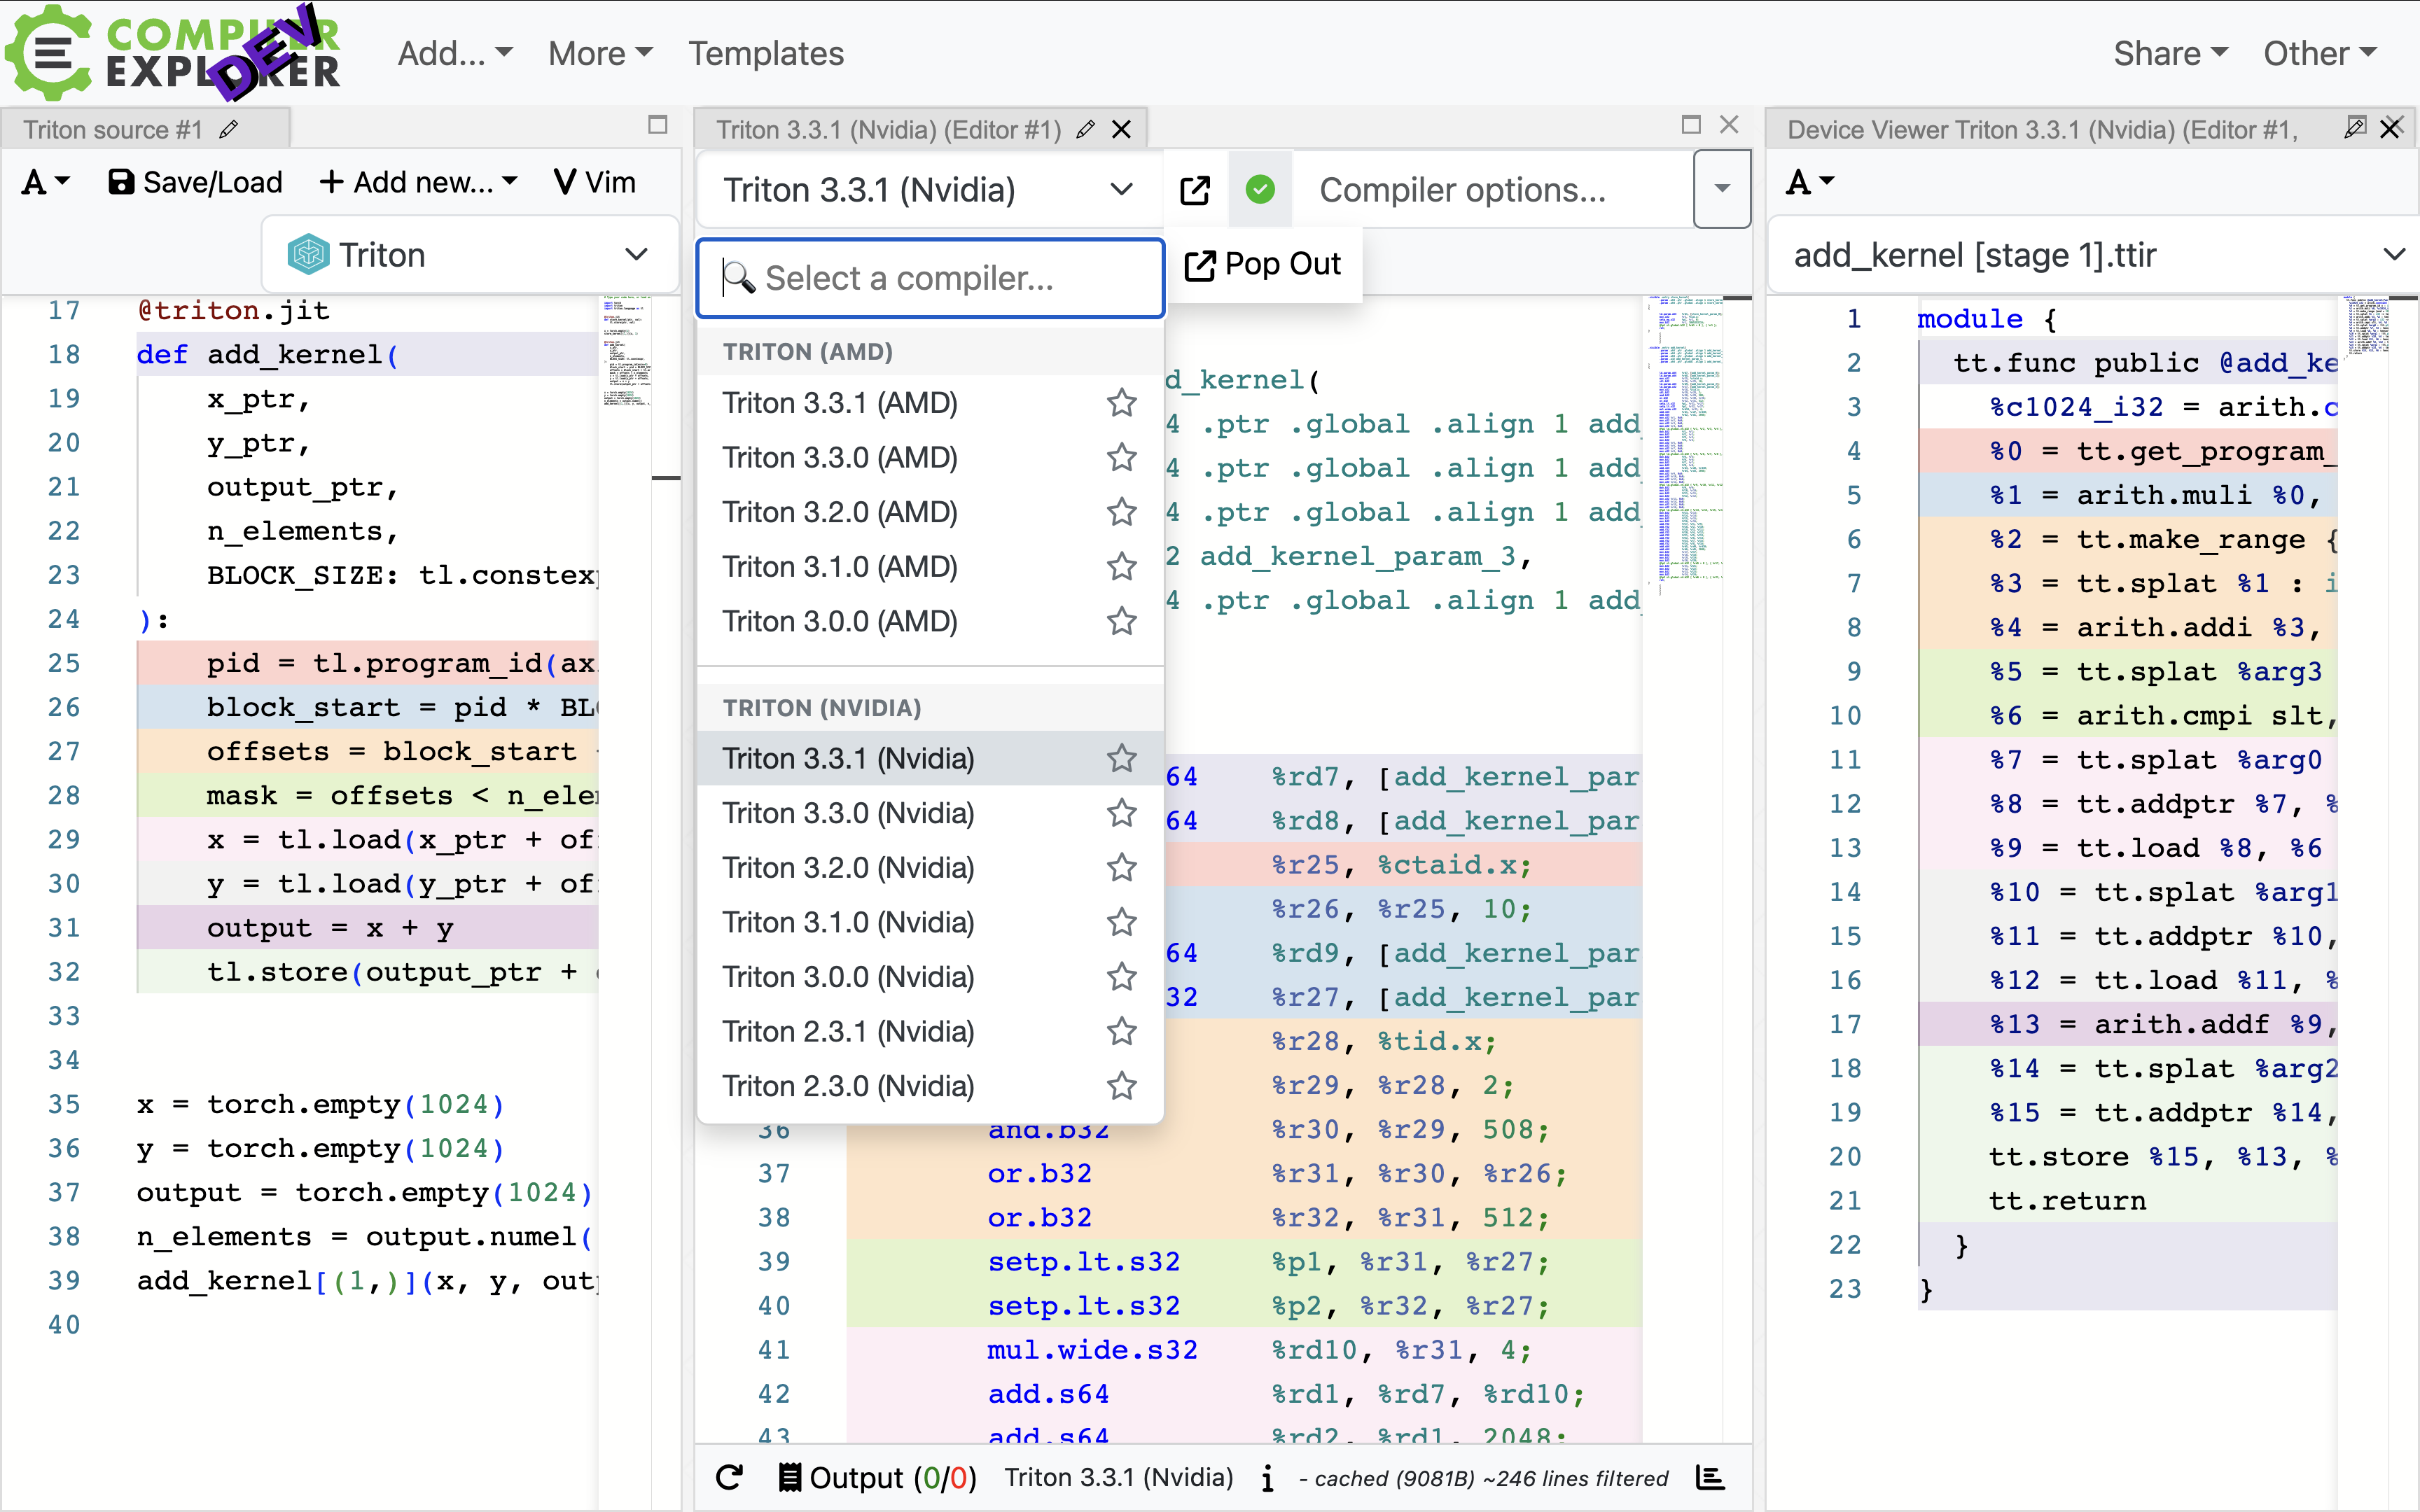 COMPILER
EXPLORER
DEV
Add...
More
Templates
Share
Other
Triton source #1
A
Save/Load
+ Add new...
Vim
Triton
17 @triton.jit
18 def add_kernel(
19 x_ptr,
20 y_ptr,
21 output_ptr,
22 n_elements,
23 BLOCK_SIZE: tl.constexp
24 ):
25 pid = tl.program_id(ax
26 block_start = pid * BL
27 offsets = block_start
28 mask = offsets < n_ele
29 x = tl.load(x_ptr + of
30 y = tl.load(y_ptr + of
31 output = x + y
32 tl.store(output_ptr +
33
34
35 x = torch.empty(1024)
36 y = torch.empty(1024)
37 output = torch.empty(1024)
38 n_elements = output.numel(
39 add_kernel[(1,)](x, y, out
40
Triton 3.3.1 (Nvidia) (Editor #1)
Triton 3.3.1 (Nvidia)
Compiler options...
Select a compiler...
Pop Out
TRITON (AMD)
Triton 3.3.1 (AMD)
Triton 3.3.0 (AMD)
Triton 3.2.0 (AMD)
Triton 3.1.0 (AMD)
Triton 3.0.0 (AMD)
TRITON (NVIDIA)
Triton 3.3.1 (Nvidia)
Triton 3.3.0 (Nvidia)
Triton 3.2.0 (Nvidia)
Triton 3.1.0 (Nvidia)
Triton 3.0.0 (Nvidia)
Triton 2.3.1 (Nvidia)
Triton 2.3.0 (Nvidia)
d_kernel(
4 .ptr .global .align 1 add_
4 .ptr .global .align 1 add_
4 .ptr .global .align 1 add_
2 add_kernel_param_3,
4 .ptr .global .align 1 add_
64 %rd7, [add_kernel_par
64 %rd8, [add_kernel_par
%r25, %ctaid.x;
%r26, %r25, 10;
64 %rd9, [add_kernel_par
32 %r27, [add_kernel_par
%r28, %tid.x;
%r29, %r28, 2;
36 and.b32 %r30, %r29, 508;
37 or.b32 %r31, %r30, %r26;
38 or.b32 %r32, %r31, 512;
39 setp.lt.s32 %p1, %r31, %r27;
40 setp.lt.s32 %p2, %r32, %r27;
41 mul.wide.s32 %rd10, %r31, 4;
42 add.s64 %rd1, %rd7, %rd10;
43 add.s64 %rd2, %rd1, 2048;
Output (0/0)
Triton 3.3.1 (Nvidia)
- cached (9081B) ~246 lines filtered
Device Viewer Triton 3.3.1 (Nvidia) (Editor #1,
A
add_kernel [stage 1].ttir
1 module {
2 tt.func public @add_ke
3 %c1024_i32 = arith.c
4 %0 = tt.get_program_
5 %1 = arith.muli %0,
6 %2 = tt.make_range {
7 %3 = tt.splat %1 : i
8 %4 = arith.addi %3,
9 %5 = tt.splat %arg3
10 %6 = arith.cmpi slt,
11 %7 = tt.splat %arg0
12 %8 = tt.addptr %7, %
13 %9 = tt.load %8, %6
14 %10 = tt.splat %arg1
15 %11 = tt.addptr %10,
16 %12 = tt.load %11, %
17 %13 = arith.addf %9,
18 %14 = tt.splat %arg2
19 %15 = tt.addptr %14,
20 tt.store %15, %13, %
21 tt.return
22 }
23 }